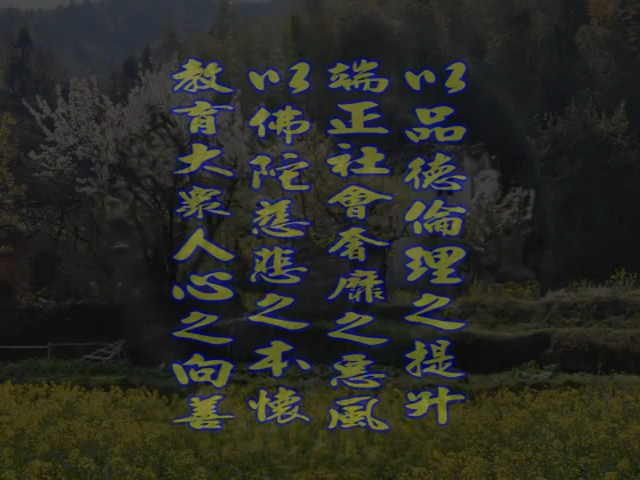 以品德倫理之提升
端正社會奢靡之惡風
以佛陀慈悲之本懷
教育大眾人心之向善